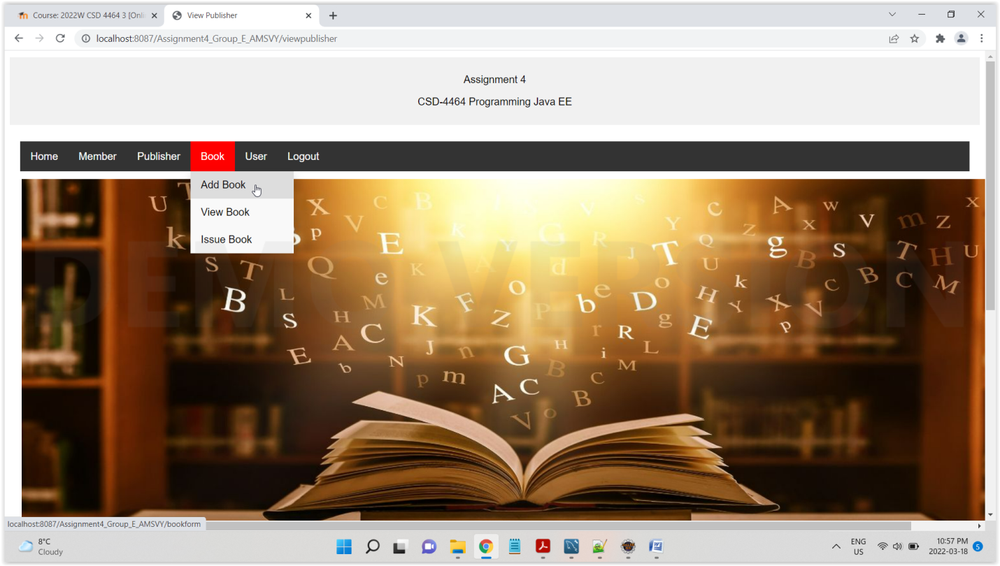 Course: 2022W CSD 4464 3 [Onli
View Publisher
localhost:8087/Assignment4_Group_E_AMSVY/viewpublisher
Assignment 4
CSD-4464 Programming Java EE
Home Member Publisher Book User Logout
Add Book
View Book
Issue Book
DEMO VERSION
localhost:8087/Assignment4_Group_E_AMSVY/bookform
8°C
Cloudy
ENG
US
10:57 PM
2022-03-18
5